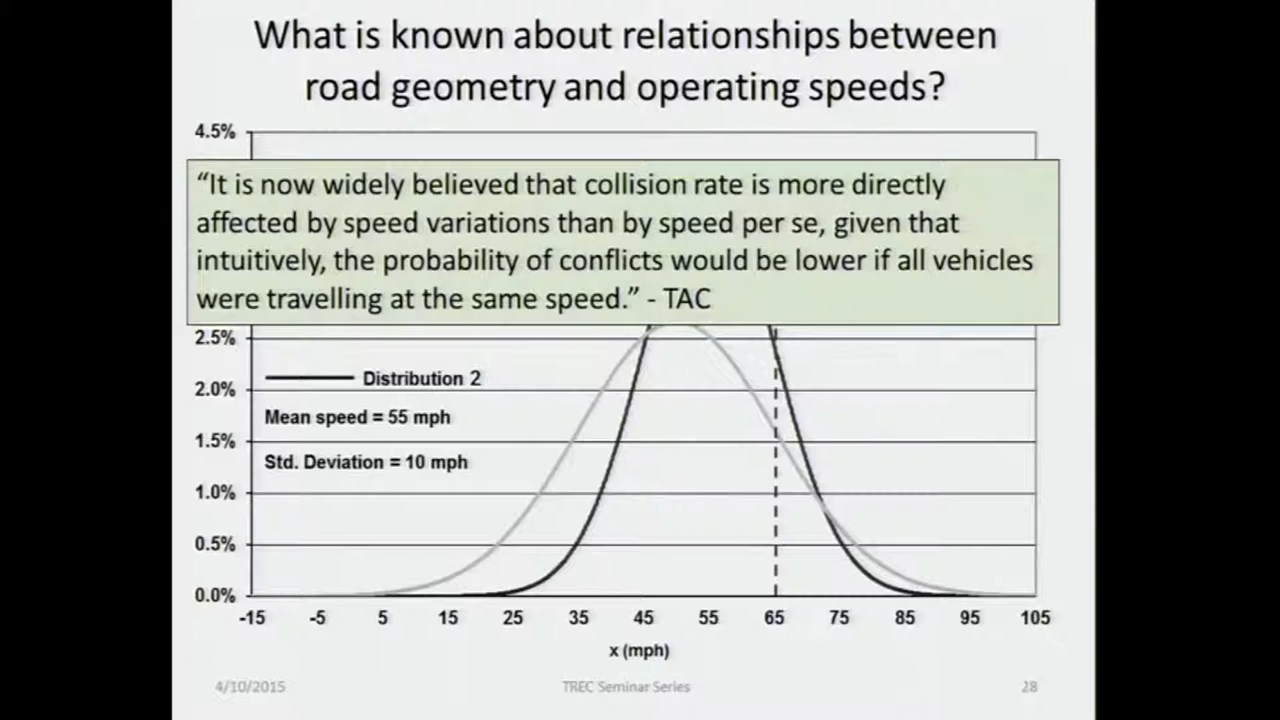 What is known about relationships between
road geometry and operating speeds?
4.5%
“It is now widely believed that collision rate is more directly
affected by speed variations than by speed per se, given that
intuitively, the probability of conflicts would be lower if all vehicles
were travelling at the same speed.” - TAC
2.5%
Distribution 2
2.0%
Mean speed = 55 mph
1.5%
Std. Deviation = 10 mph
1.0%
0.5%
0.0%
-15 -5 5 15 25 35 45 55 65 75 85 95 105
x (mph)
4/10/2015 TREC Seminar Series 28